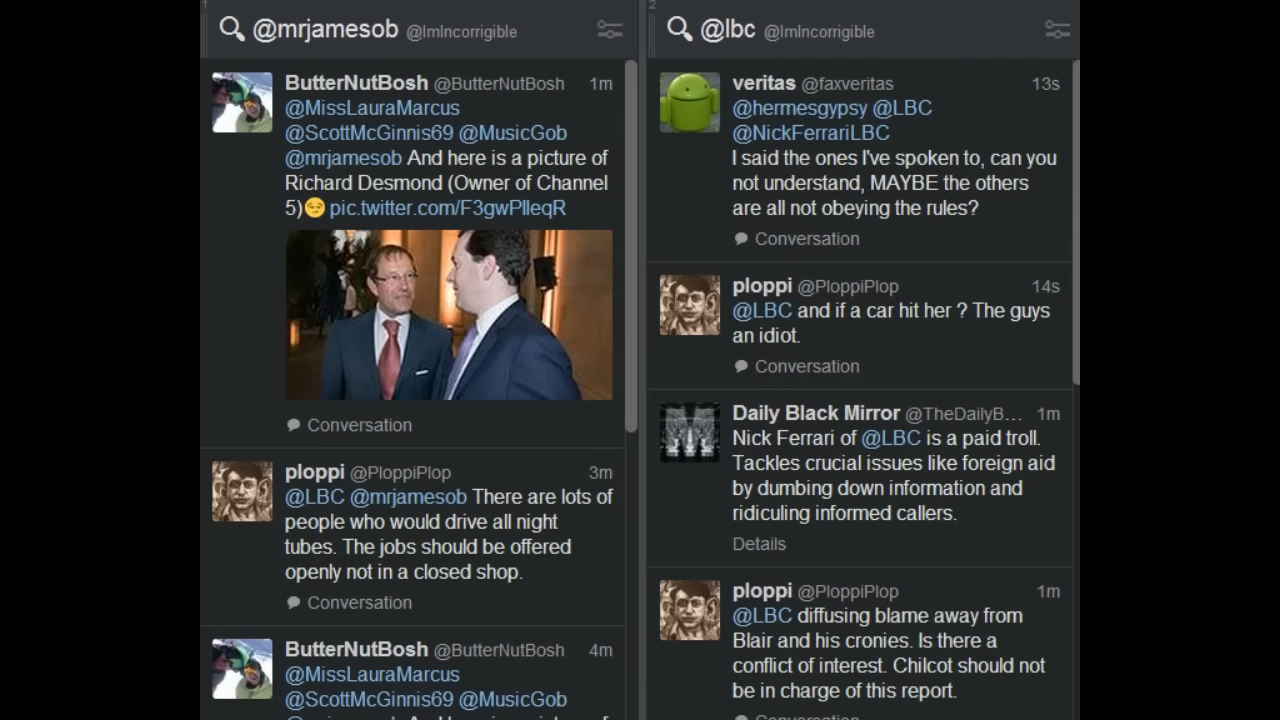 1
@mrjamesob @ImIncorrigible
ButterNutBosh @ButterNutBosh 1m
@MissLauraMarcus
@ScottMcGinnis69 @MusicGob
@mrjamesob And here is a picture of
Richard Desmond (Owner of Channel
5)😏 pic.twitter.com/F3gwPlleqR
Conversation
ploppi @PloppiPlop 3m
@LBC @mrjamesob There are lots of
people who would drive all night
tubes. The jobs should be offered
openly not in a closed shop.
Conversation
ButterNutBosh @ButterNutBosh 4m
@MissLauraMarcus
@ScottMcGinnis69 @MusicGob
2
@lbc @ImIncorrigible
veritas @faxveritas 13s
@hermesgypsy @LBC
@NickFerrariLBC
I said the ones I've spoken to, can you
not understand, MAYBE the others
are all not obeying the rules?
Conversation
ploppi @PloppiPlop 14s
@LBC and if a car hit her ? The guys
an idiot.
Conversation
Daily Black Mirror @TheDailyB... 1m
Nick Ferrari of @LBC is a paid troll.
Tackles crucial issues like foreign aid
by dumbing down information and
ridiculing informed callers.
Details
ploppi @PloppiPlop 1m
@LBC diffusing blame away from
Blair and his cronies. Is there a
conflict of interest. Chilcot should not
be in charge of this report.
Conversation